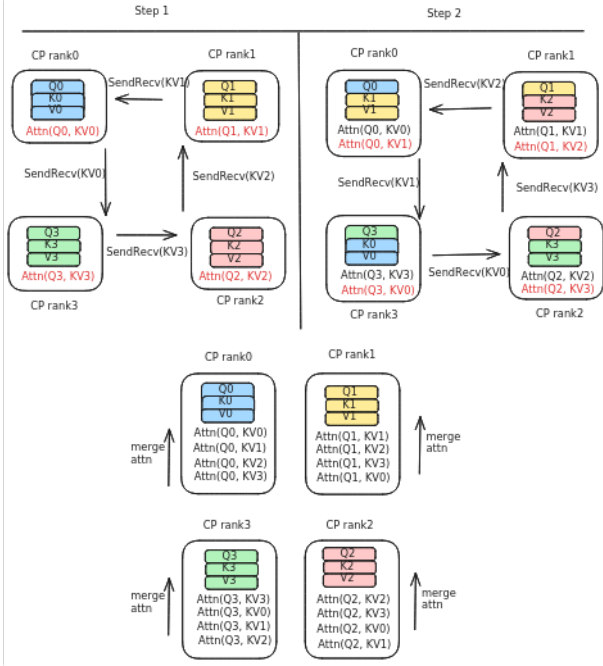 Step 1
Step 2
CP rank0
CP rank1
Q0
K0
V0
Attn(Q0, KV0)
SendRecv(KV1)
Q1
K1
V1
Attn(Q1, KV1)
SendRecv(KV0)
SendRecv(KV2)
Q3
K3
V3
Attn(Q3, KV3)
SendRecv(KV3)
Q2
K2
V2
Attn(Q2, KV2)
CP rank3
CP rank2
CP rank0
CP rank1
Q0
K1
V1
Attn(Q0, KV0)
Attn(Q0, KV1)
SendRecv(KV2)
Q1
K2
V2
Attn(Q1, KV1)
Attn(Q1, KV2)
SendRecv(KV1)
SendRecv(KV3)
Q3
K0
V0
Attn(Q3, KV3)
Attn(Q3, KV0)
SendRecv(KV0)
Q2
K3
V3
Attn(Q2, KV2)
Attn(Q2, KV3)
CP rank3
CP rank2
CP rank0
CP rank1
merge
attn
Q0
K0
V0
Attn(Q0, KV0)
Attn(Q0, KV1)
Attn(Q0, KV2)
Attn(Q0, KV3)
Q1
K1
V1
Attn(Q1, KV1)
Attn(Q1, KV2)
Attn(Q1, KV3)
Attn(Q1, KV0)
merge
attn
CP rank3
CP rank2
merge
attn
Q3
K3
V3
Attn(Q3, KV3)
Attn(Q3, KV0)
Attn(Q3, KV1)
Attn(Q3, KV2)
Q2
K2
V2
Attn(Q2, KV2)
Attn(Q2, KV3)
Attn(Q2, KV0)
Attn(Q2, KV1)
merge
attn